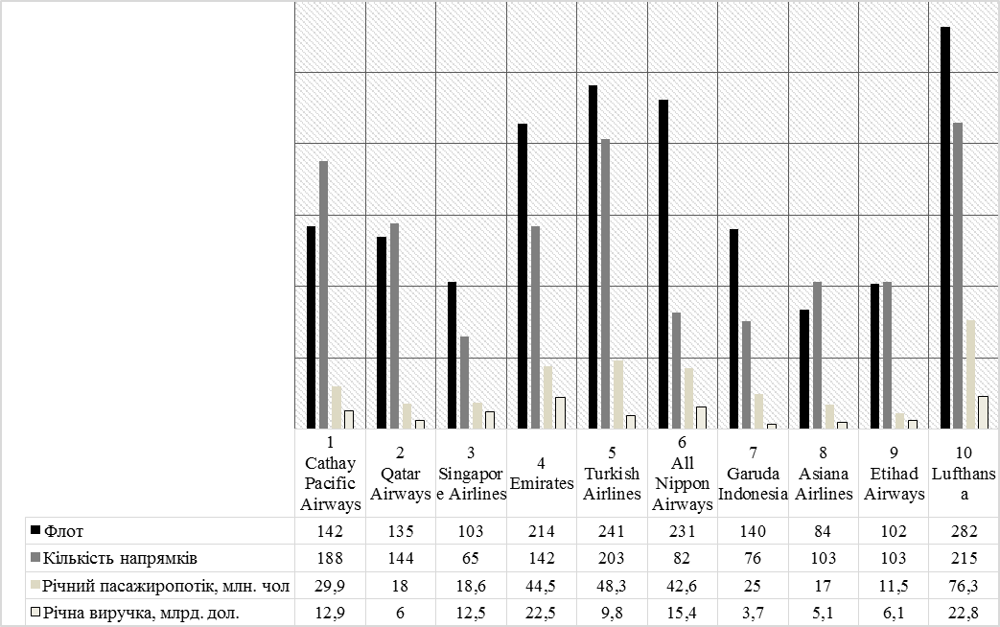 1
Cathay
Pacific
Airways
2
Qatar
Airways
3
Singapor
e Airlines
4
Emirates
5
Turkish
Airlines
6
All
Nippon
Airways
7
Garuda
Indonesia
8
Asiana
Airlines
9
Etihad
Airways
10
Lufthans
a
Флот 142 135 103 214 241 231 140 84 102 282
Кількість напрямків 188 144 65 142 203 82 76 103 103 215
Річний пасажиропотік, млн. чол 29,9 18 18,6 44,5 48,3 42,6 25 17 11,5 76,3
Річна виручка, млрд. дол. 12,9 6 12,5 22,5 9,8 15,4 3,7 5,1 6,1 22,8